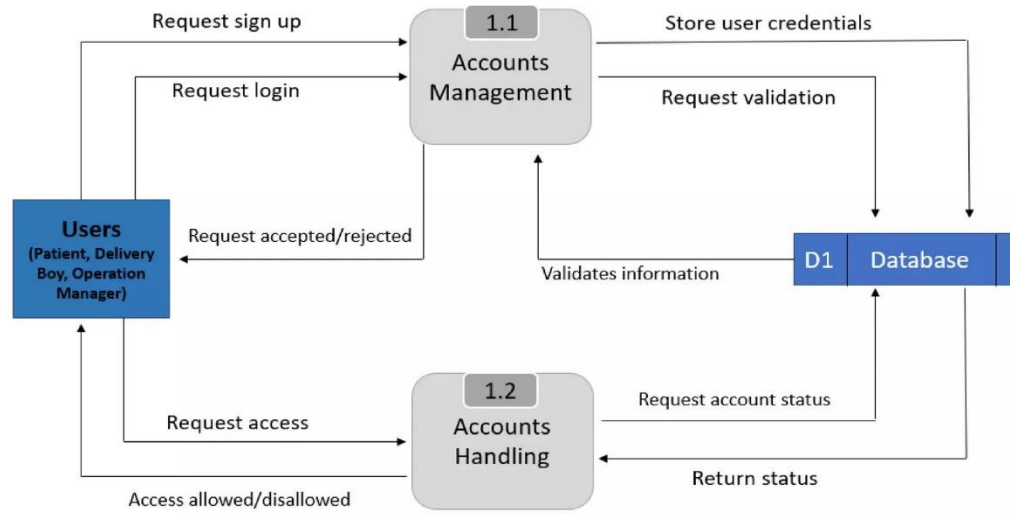 Request sign up
1.1
Store user credentials
Accounts
Management
Request login
Request validation
Users
(Patient, Delivery
Boy, Operation
Manager)
Request accepted/rejected
Validates information
D1
Database
1.2
Accounts
Handling
Request access
Request account status
Access allowed/disallowed
Return status